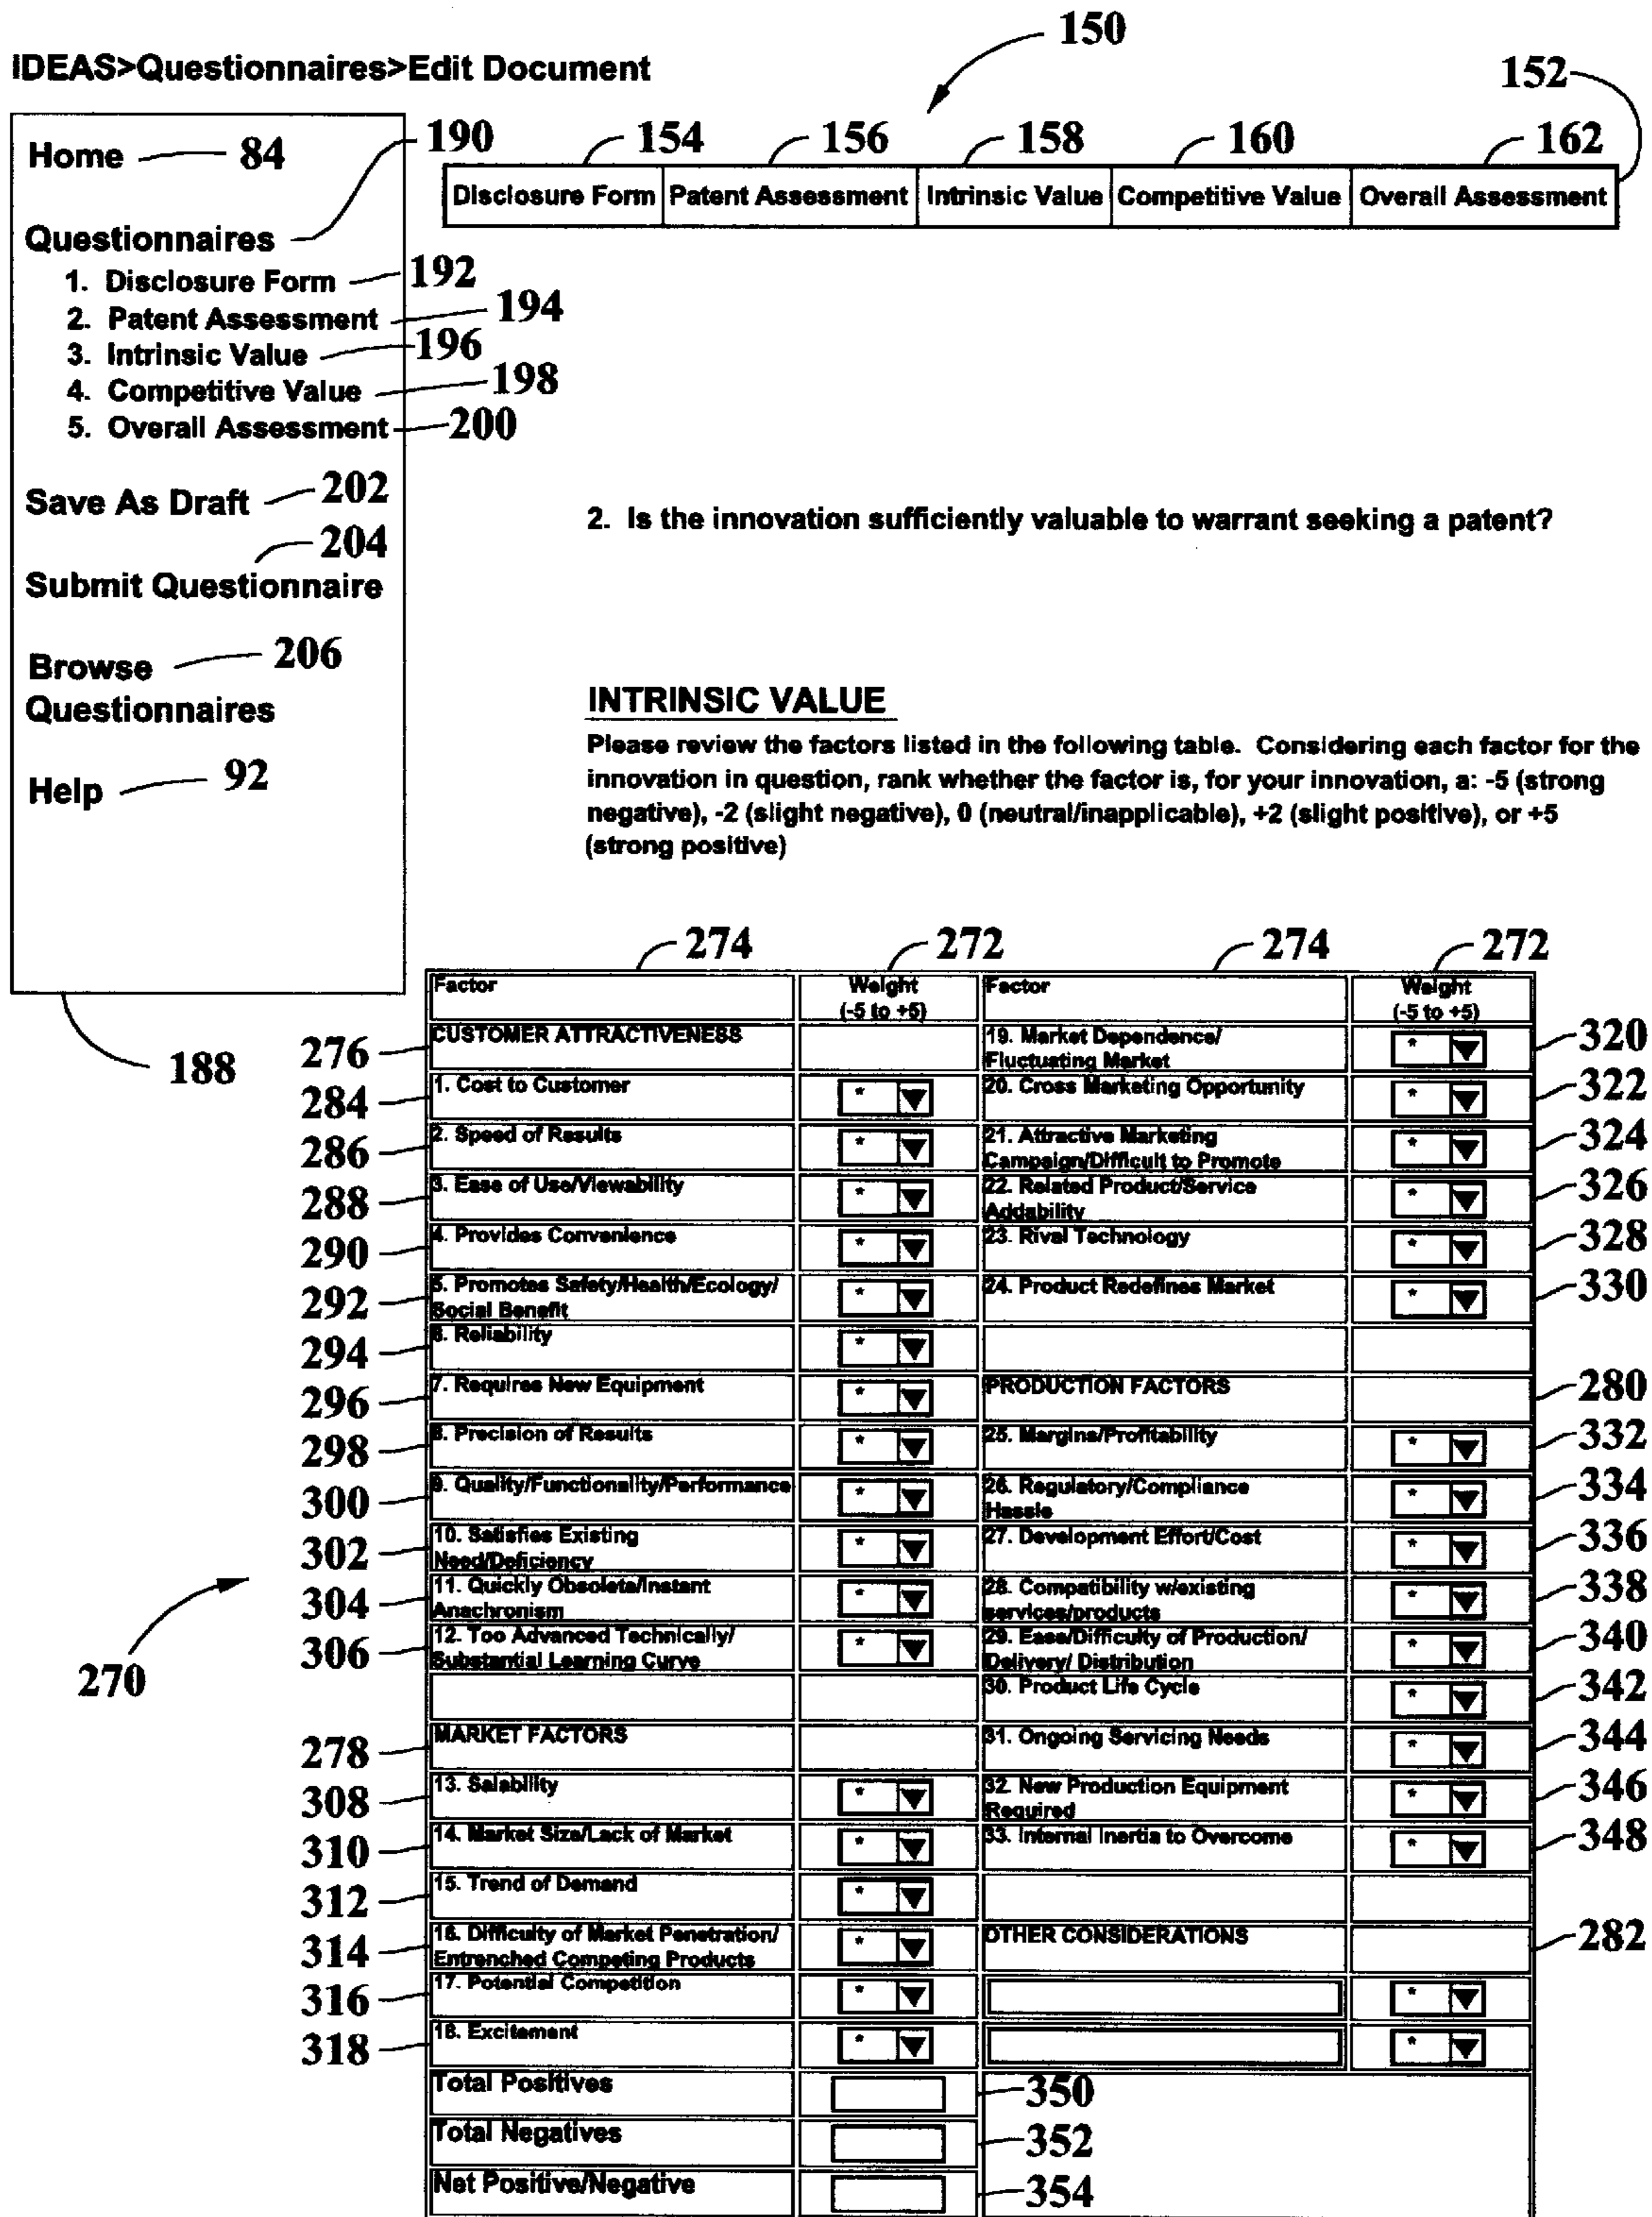 150
IDEAS>Questionnaires>Edit Document
152
Home 84
190
154 156 158 160 162
Disclosure Form Patent Assessment Intrinsic Value Competitive Value Overall Assessment
Questionnaires
1. Disclosure Form 192
2. Patent Assessment 194
3. Intrinsic Value 196
4. Competitive Value 198
5. Overall Assessment 200
Save As Draft 202
204
Submit Questionnaire
Browse 206
Questionnaires
Help 92
188
2. Is the innovation sufficiently valuable to warrant seeking a patent?
INTRINSIC VALUE
Please review the factors listed in the following table. Considering each factor for the
innovation in question, rank whether the factor is, for your innovation, a: -5 (strong
negative), -2 (slight negative), 0 (neutral/inapplicable), +2 (slight positive), or +5
(strong positive)
274 272 274 272
Factor Weight Factor Weight
(-5 to +5) (-5 to +5)
276 CUSTOMER ATTRACTIVENESS 19. Market Dependence/ * 320
Fluctuating Market
284 1. Cost to Customer * 20. Cross Marketing Opportunity * 322
286 2. Speed of Results * 21. Attractive Marketing * 324
Campaign/Difficult to Promote
288 3. Ease of Use/Viewability * 22. Related Product/Service * 326
Addability
290 4. Provides Convenience * 23. Rival Technology * 328
292 5. Promotes Safety/Health/Ecology/ * 24. Product Redefines Market * 330
Social Benefit
294 6. Reliability *
296 7. Requires New Equipment * PRODUCTION FACTORS 280
298 8. Precision of Results * 25. Margins/Profitability * 332
300 9. Quality/Functionality/Performance * 26. Regulatory/Compliance * 334
Hassle
302 10. Satisfies Existing * 27. Development Effort/Cost * 336
Need/Deficiency
304 11. Quickly Obsolete/Instant * 28. Compatibility w/existing * 338
Anachronism services/products
306 12. Too Advanced Technically/ * 29. Ease/Difficulty of Production/ * 340
Substantial Learning Curve Delivery/ Distribution
270
30. Product Life Cycle * 342
278 MARKET FACTORS 31. Ongoing Servicing Needs * 344
308 13. Salability * 32. New Production Equipment * 346
Required
310 14. Market Size/Lack of Market * 33. Internal Inertia to Overcome * 348
312 15. Trend of Demand *
314 16. Difficulty of Market Penetration/ * OTHER CONSIDERATIONS 282
Entrenched Competing Products
316 17. Potential Competition * *
318 18. Excitement * *
Total Positives 350
Total Negatives 352
Net Positive/Negative 354